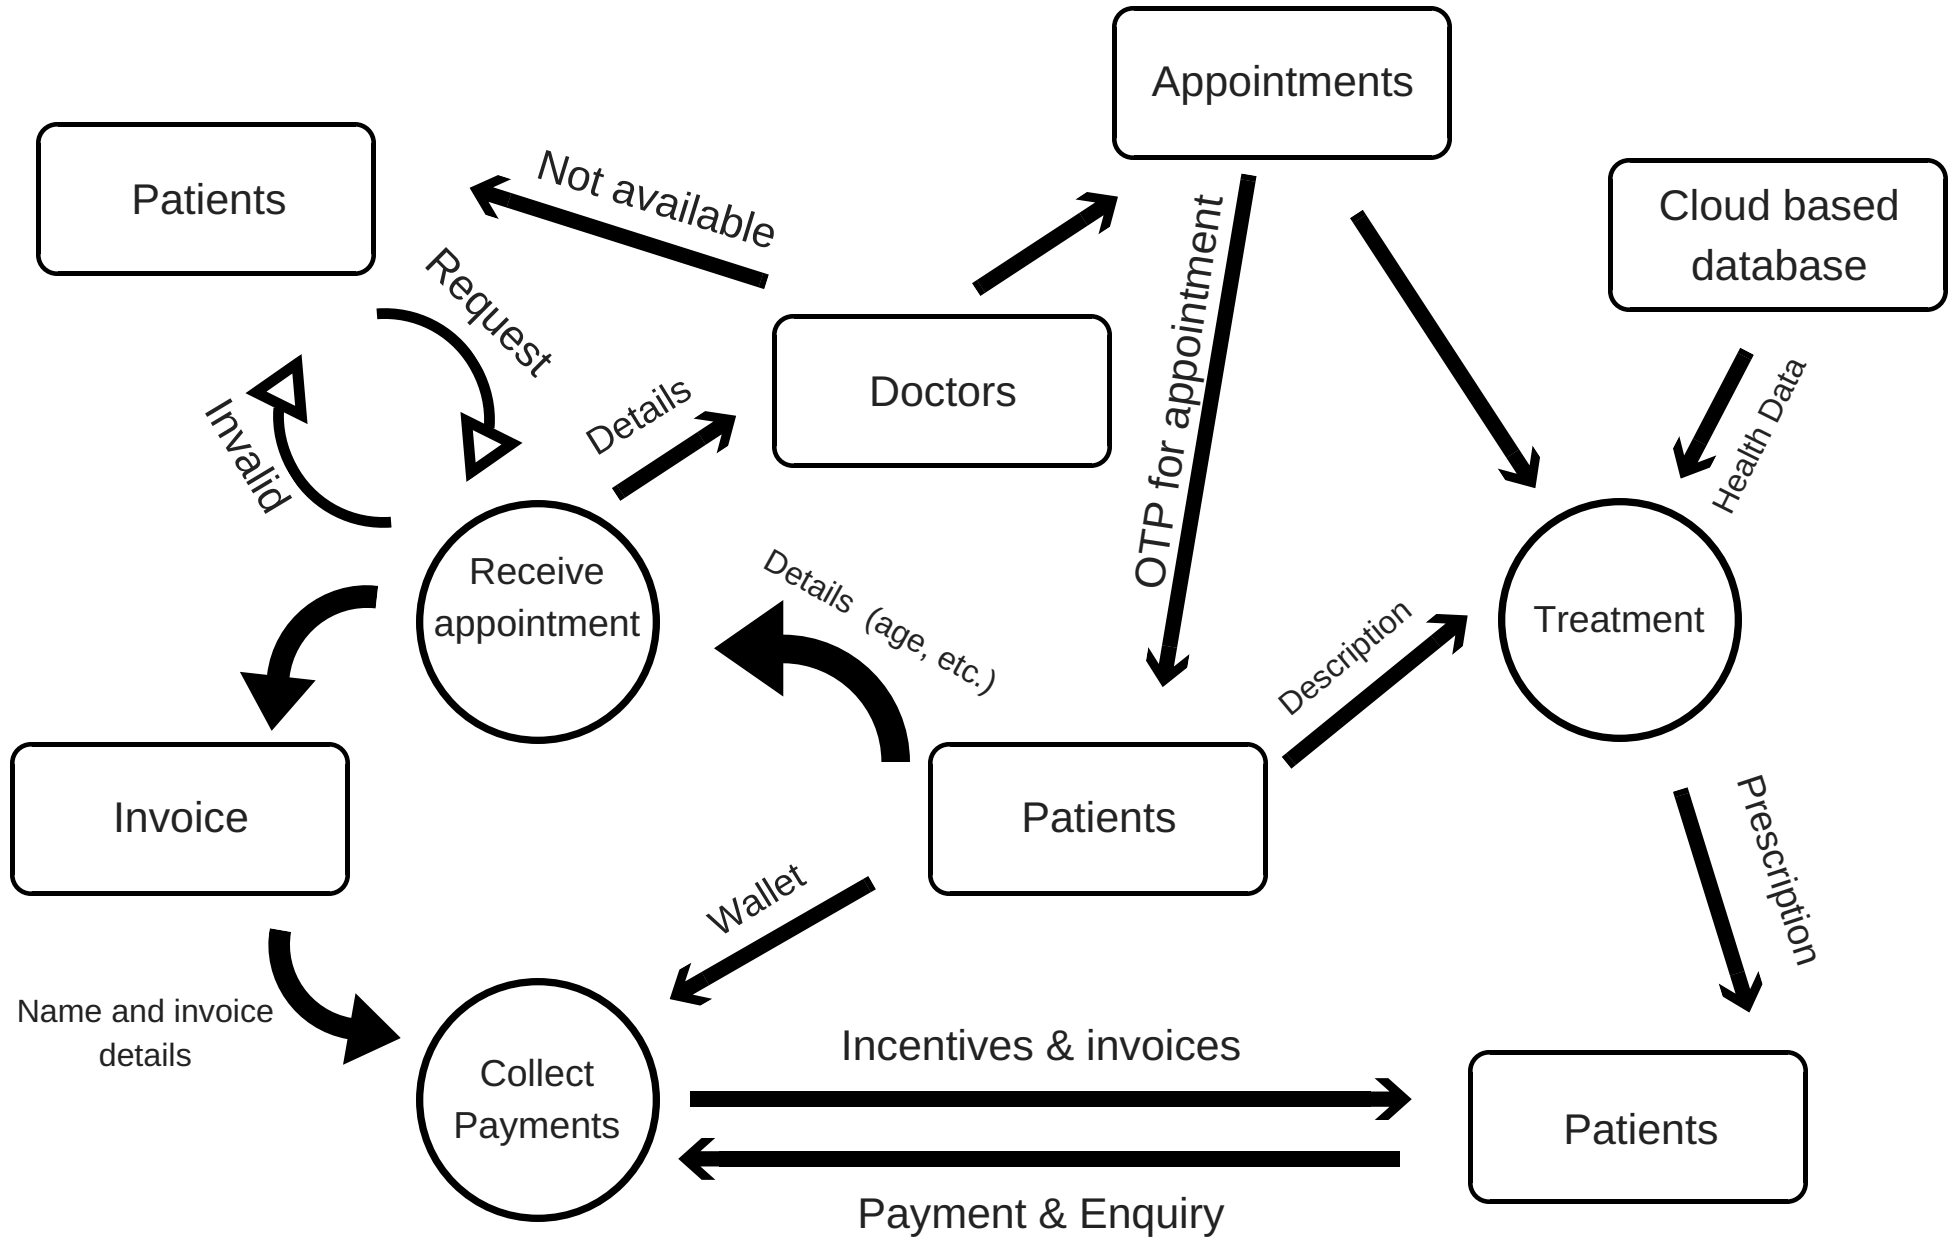 Appointments
Patients
Not available
Cloud based
database
Request
Doctors
OTP for appointment
Health Data
Invalid
Details
Receive
appointment
Details  (age, etc.)
Description
Treatment
Invoice
Patients
Prescription
Wallet
Name and invoice
details
Collect
Payments
Incentives & invoices
Patients
Payment & Enquiry